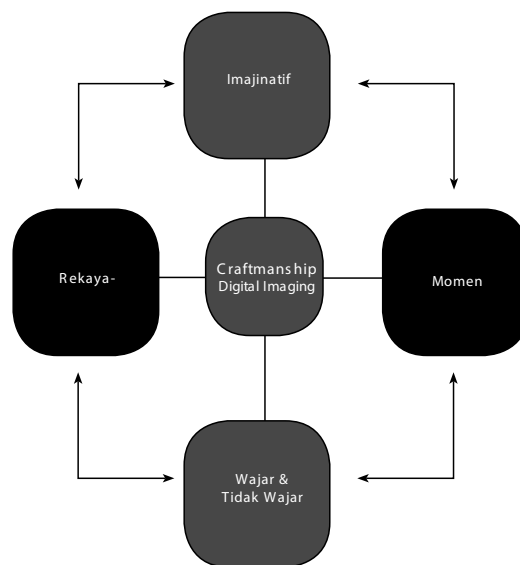 Imajinatif
Rekaya-
Craftmanship
Digital Imaging
Momen
Wajar &
Tidak Wajar